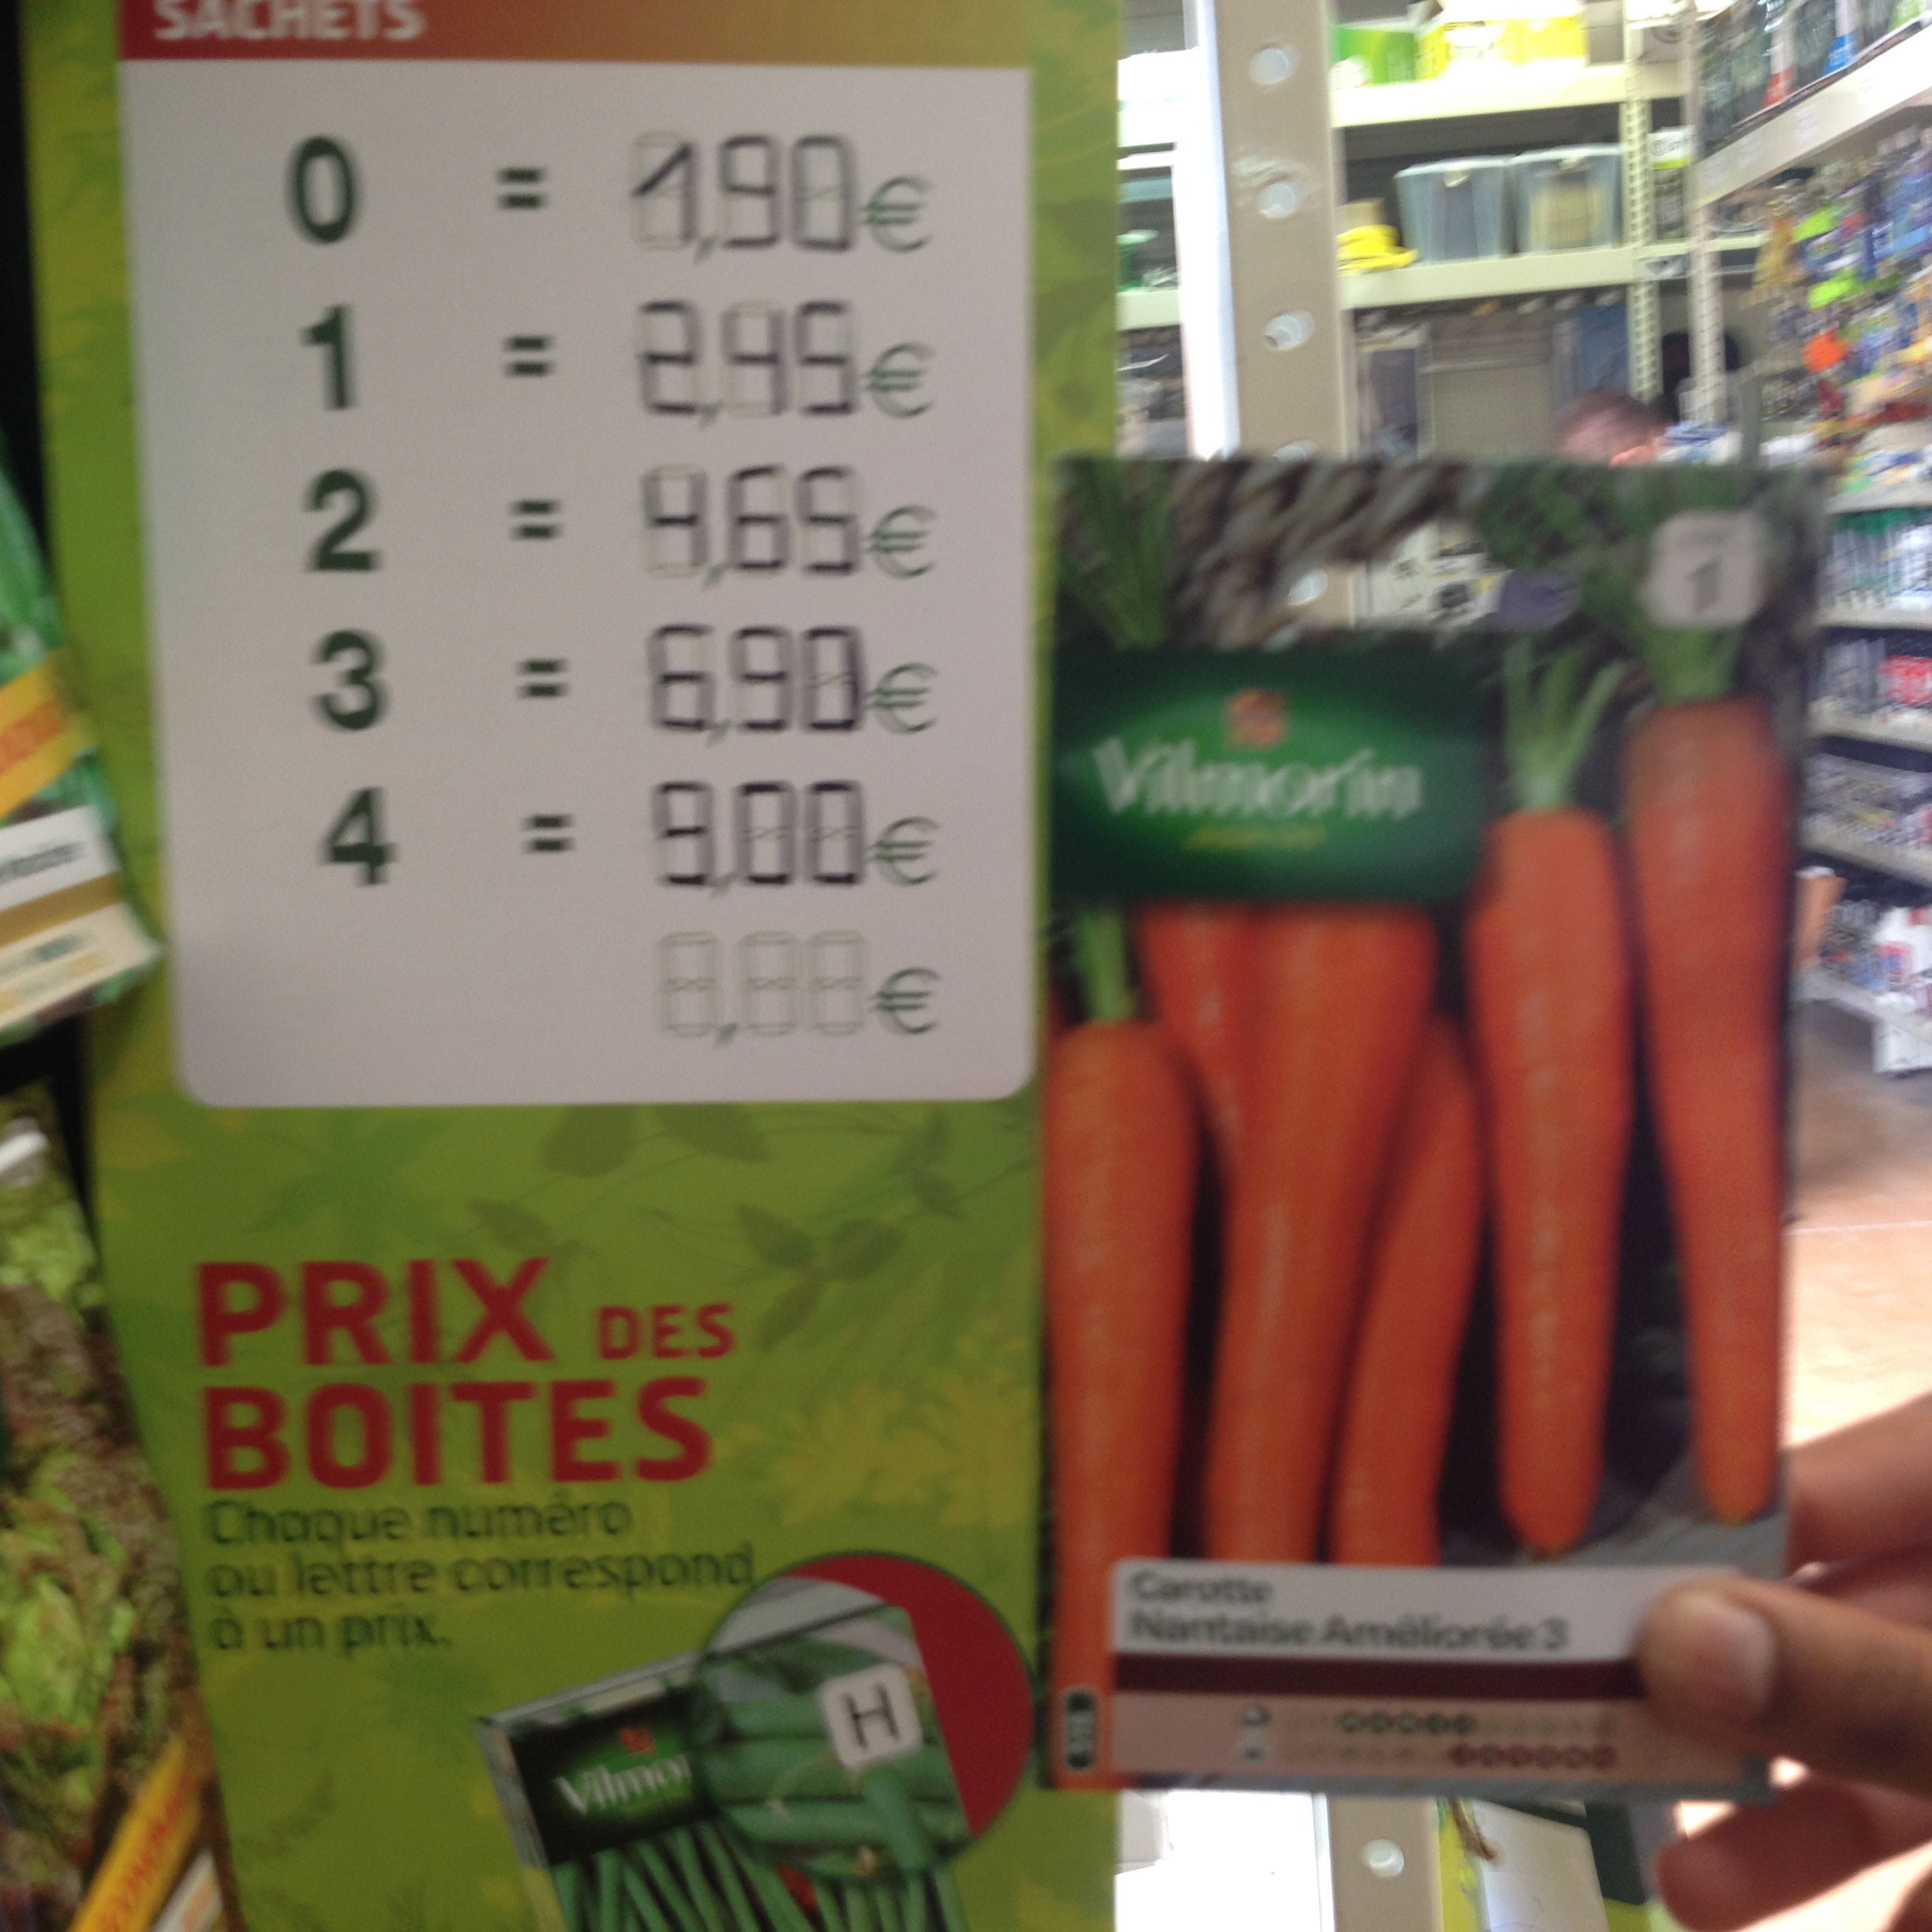 SACHETS
0 = 1,90€
1 = 2,45€
2 = 4,65€
3 = 6,90€
4 = 9,00€
€
PRIX DES
BOITES
Chaque numéro
ou lettre correspond
à un prix.
H
Vilmor
1
Vilmorin
Carotte
Nantaise Améliorée 3